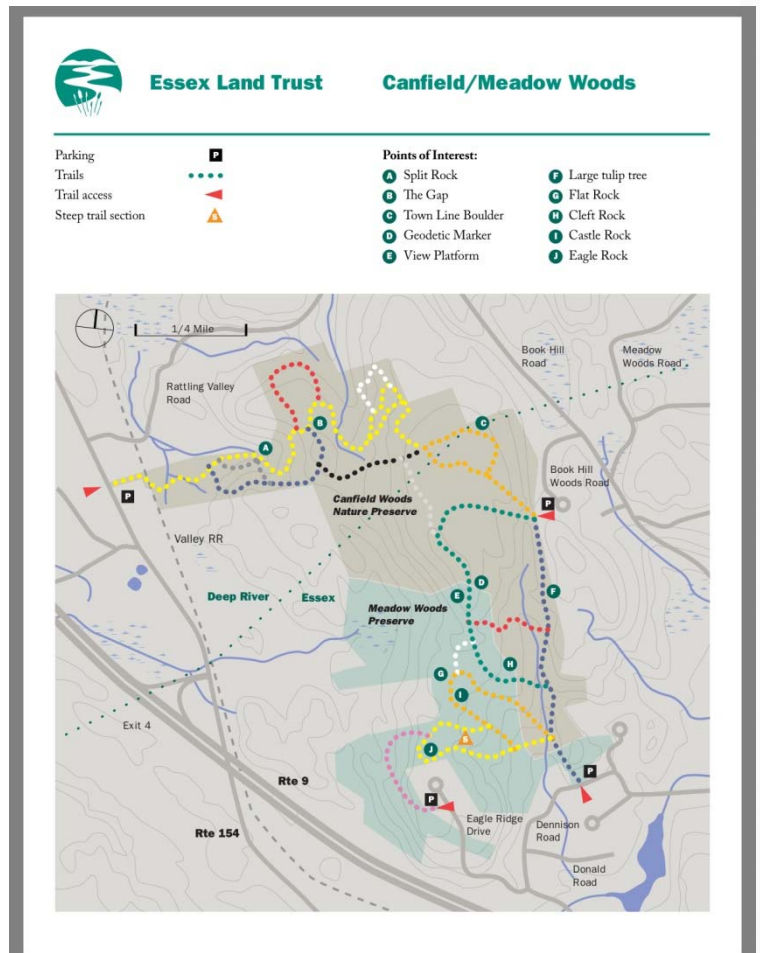 Essex Land Trust
Canfield/Meadow Woods
Parking
P
Trails
Trail access
Steep trail section
S
Points of Interest:
A Split Rock
B The Gap
C Town Line Boulder
D Geodetic Marker
E View Platform
F Large tulip tree
G Flat Rock
H Cleft Rock
I Castle Rock
J Eagle Rock
1/4 Mile
Book Hill
Road
Meadow
Woods Road
Rattling Valley
Road
B
C
A
Book Hill
Woods Road
P
P
Canfield Woods
Nature Preserve
Valley RR
D
F
E
Deep River
Essex
Meadow Woods
Preserve
H
G
I
Exit 4
S
J
P
Rte 9
P
Eagle Ridge
Drive
Dennison
Road
Rte 154
Donald
Road